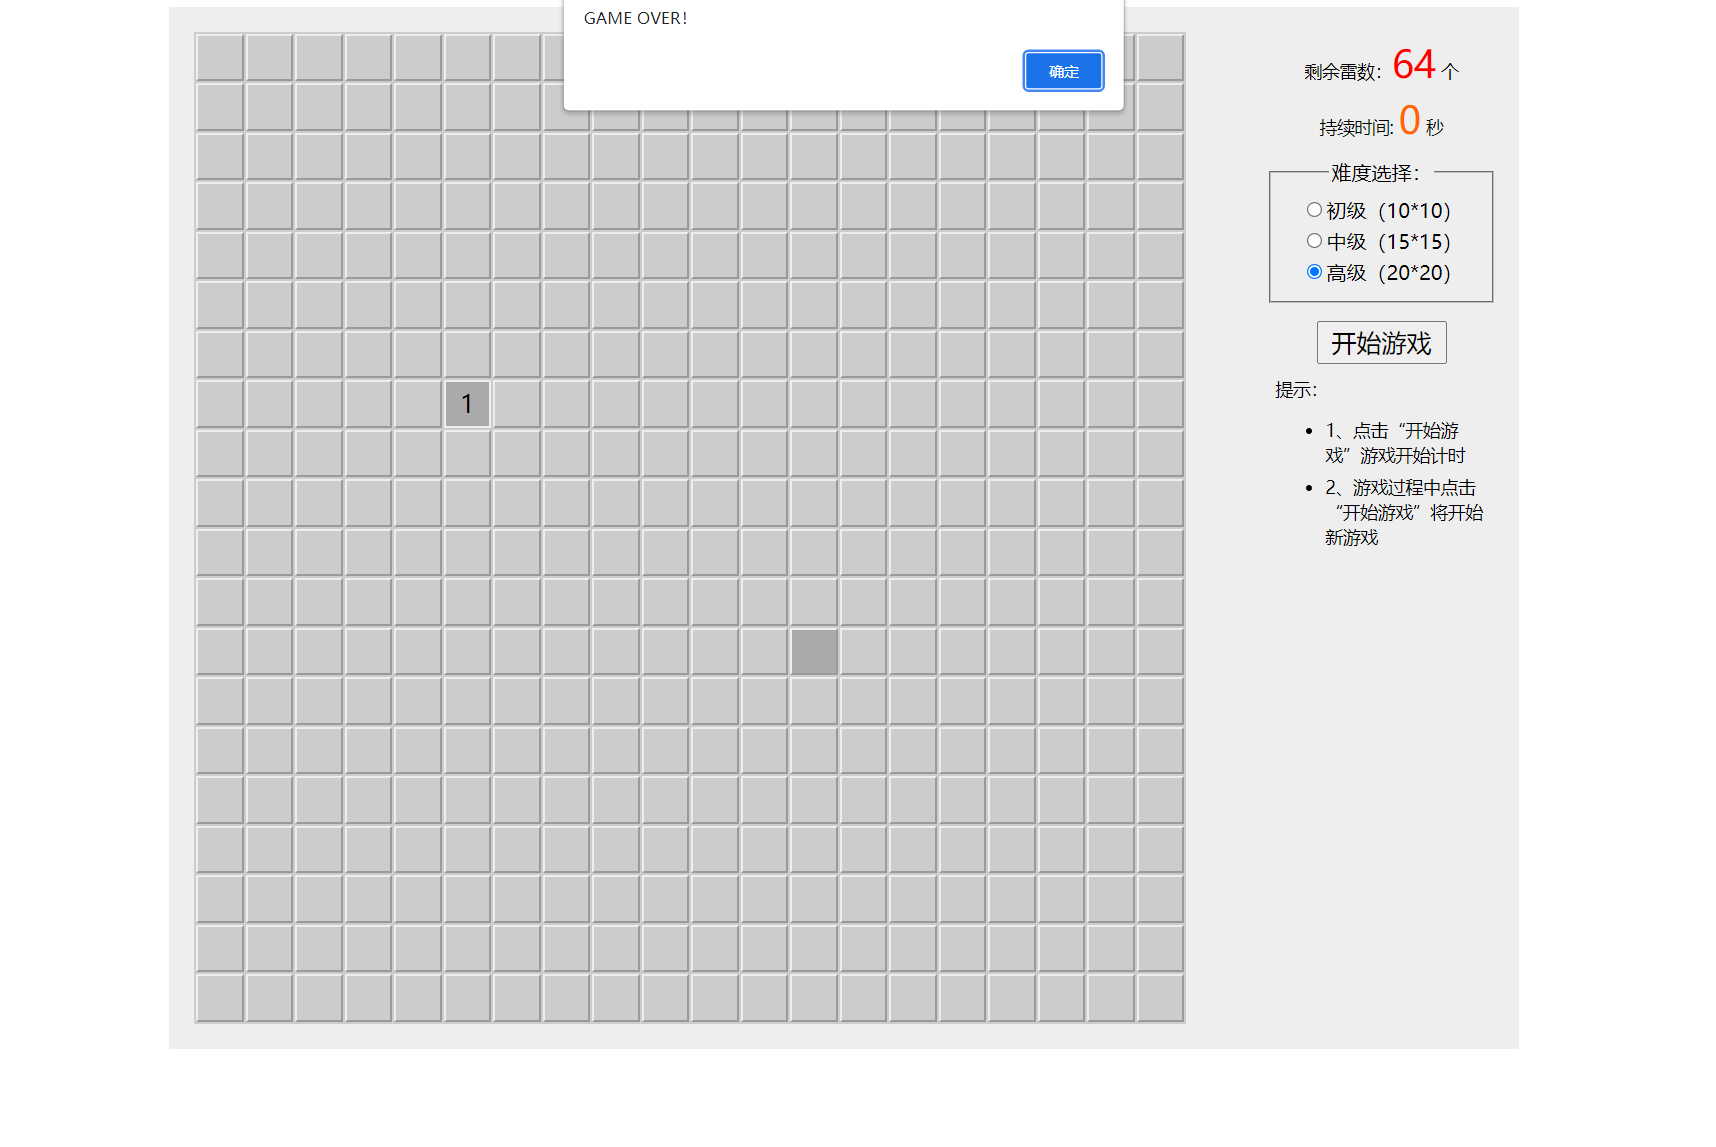 GAME OVER!
确定
1
剩余雷数：64 个
持续时间: 0 秒
难度选择：
初级（10*10）
中级（15*15）
高级（20*20）
开始游戏
提示：
1、点击“开始游
戏”游戏开始计时
2、游戏过程中点击
“开始游戏”将开始
新游戏